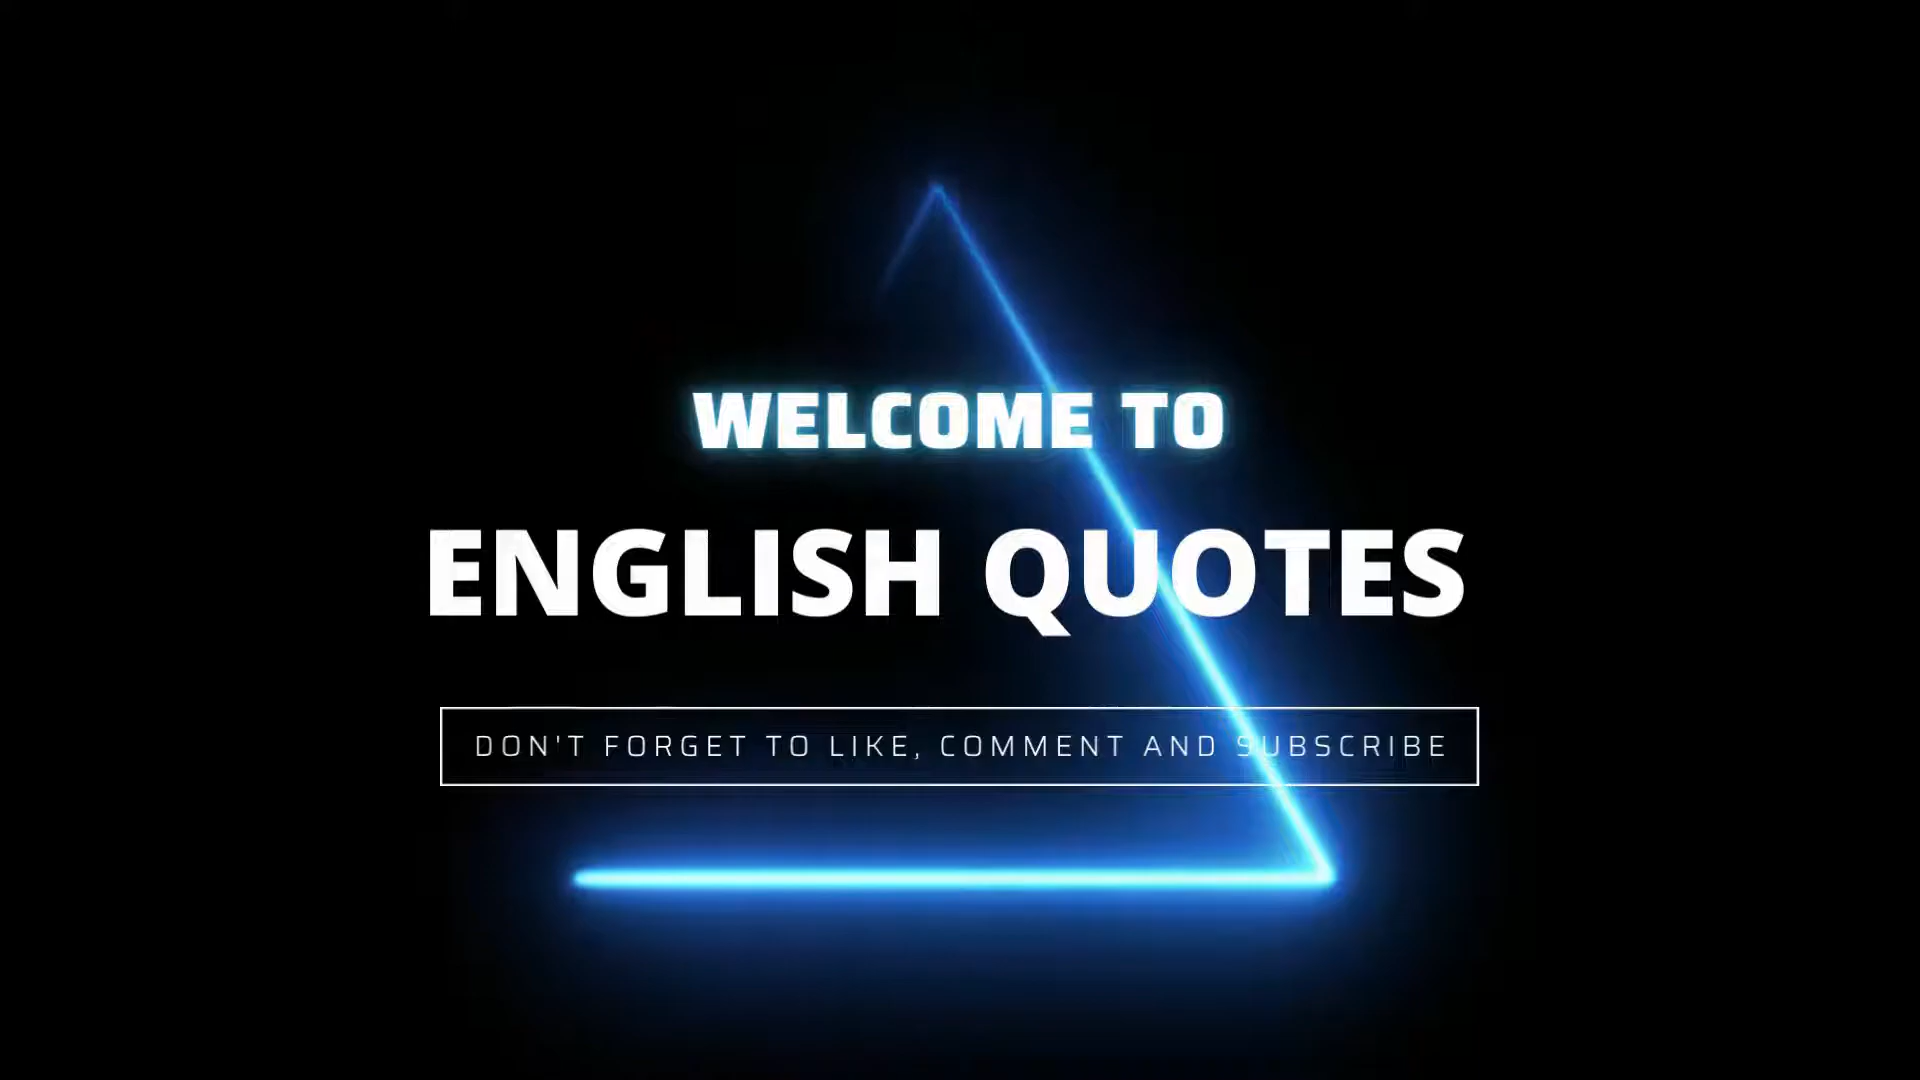 WELCOME TO
ENGLISH QUOTES
DON'T FORGET TO LIKE, COMMENT AND SUBSCRIBE